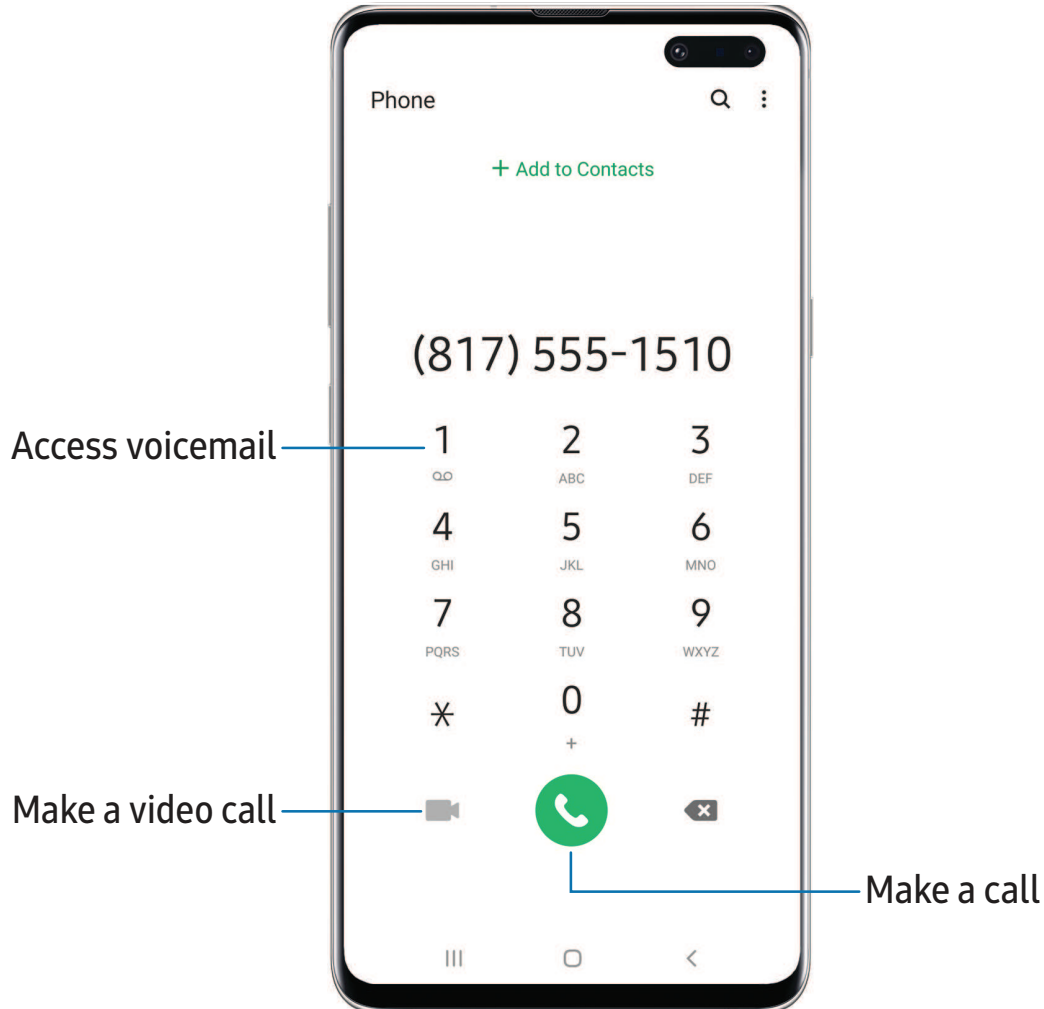 Phone
+ Add to Contacts
(817) 555-1510
Access voicemail
1 2 3
ABC DEF
4 5 6
GHI JKL MNO
7 8 9
PQRS TUV WXYZ
* 0 #
+
Make a video call
Make a call